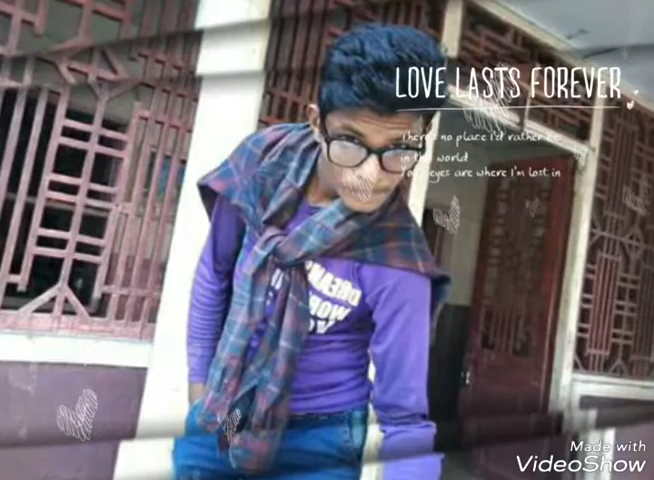 LOVE LASTS FOREVER
There's no place I'd rather be
in the world
Your eyes are where I'm lost in
Made with
VideoShow